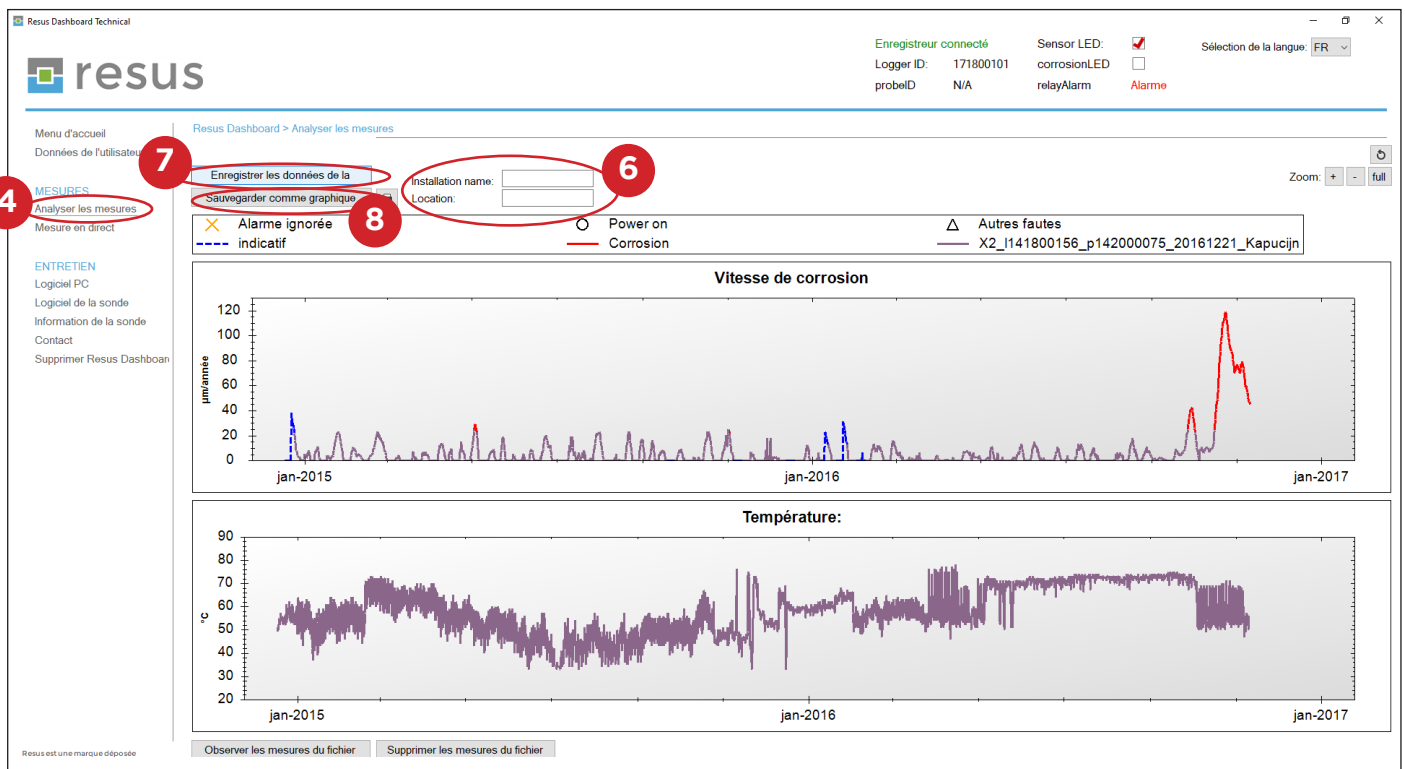 Resus Dashboard Technical
resus
Enregistreur connecté
Sensor LED:
Sélection de la langue: FR
Logger ID: 171800101
corrosionLED
probeID N/A
relayAlarm Alarme
Menu d'accueil
Données de l'utilisateu
MESURES
Analyser les mesures
Mesure en direct
ENTRETIEN
Logiciel PC
Logiciel de la sonde
Information de la sonde
Contact
Supprimer Resus Dashboar
Resus Dashboard > Analyser les mesures
4
7
6
8
Enregistrer les données de la
Sauvegarder comme graphique
Installation name:
Location:
Zoom: + - full
Alarme ignorée
Power on
Autres fautes
indicatif
Corrosion
X2_l141800156_p142000075_20161221_Kapucijn
Vitesse de corrosion
µm/année
120
100
80
60
40
20
0
jan-2015
jan-2016
jan-2017
Température:
°C
90
80
70
60
50
40
30
20
jan-2015
jan-2016
jan-2017
Observer les mesures du fichier
Supprimer les mesures du fichier
Resus est une marque déposée